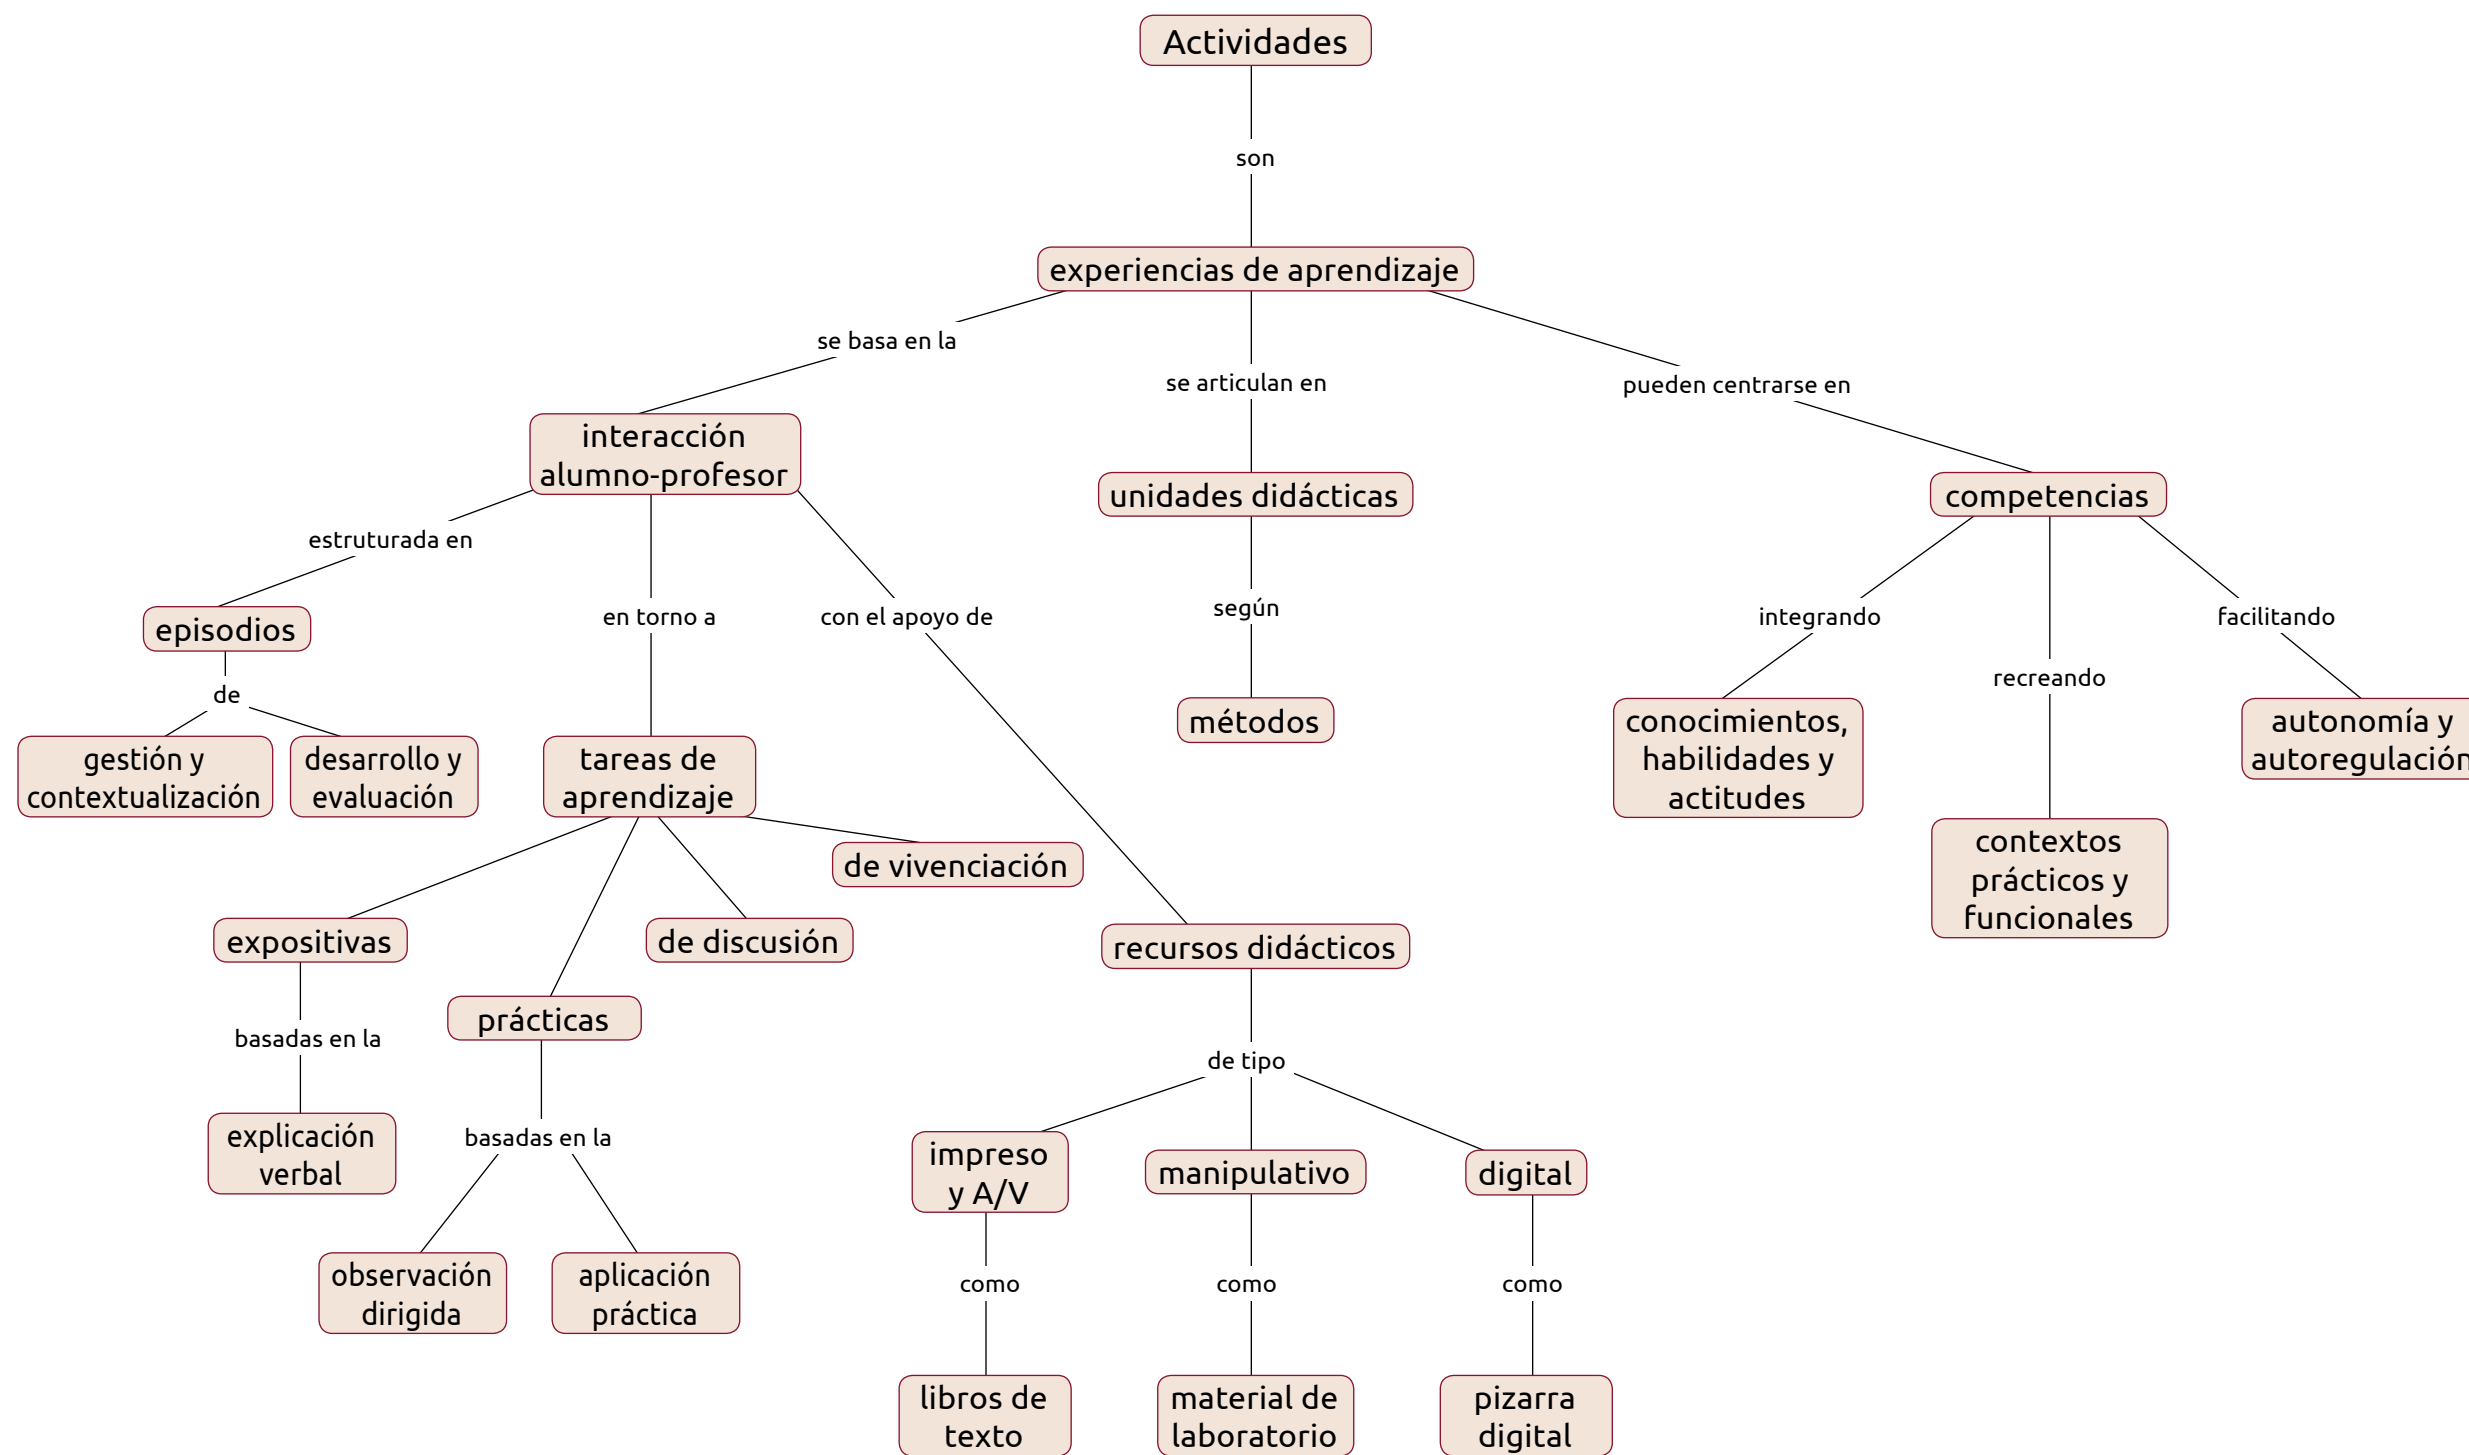 Actividades
son
experiencias de aprendizaje
se basa en la
se articulan en
pueden centrarse en
interacción
alumno-profesor
unidades didácticas
competencias
estruturada en
en torno a
con el apoyo de
según
integrando
recreando
facilitando
episodios
de
gestión y
contextualización
desarrollo y
evaluación
tareas de
aprendizaje
métodos
conocimientos,
habilidades y
actitudes
contextos
prácticos y
funcionales
autonomía y
autoregulación
de vivenciación
expositivas
de discusión
recursos didácticos
prácticas
basadas en la
explicación
verbal
basadas en la
observación
dirigida
aplicación
práctica
de tipo
impreso
y A/V
manipulativo
digital
como
como
como
libros de
texto
material de
laboratorio
pizarra
digital